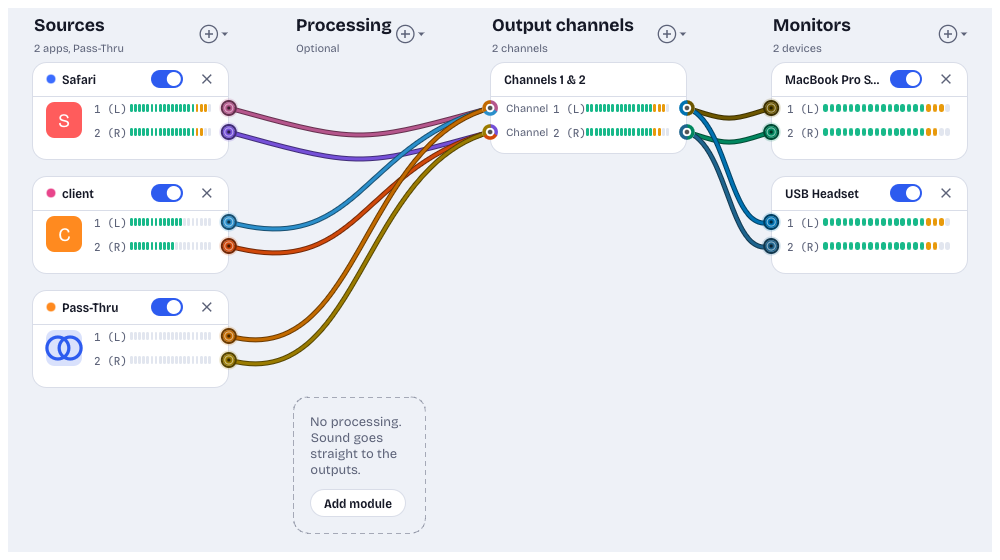 Sources
2 apps, Pass-Thru
Processing
Optional
Output channels
2 channels
Monitors
2 devices
Safari
S
1 (L)
2 (R)
client
C
1 (L)
2 (R)
Pass-Thru
1 (L)
2 (R)
No processing.
Sound goes
straight to the
outputs.
Add module
Channels 1 & 2
Channel 1 (L)
Channel 2 (R)
MacBook Pro S...
1 (L)
2 (R)
USB Headset
1 (L)
2 (R)